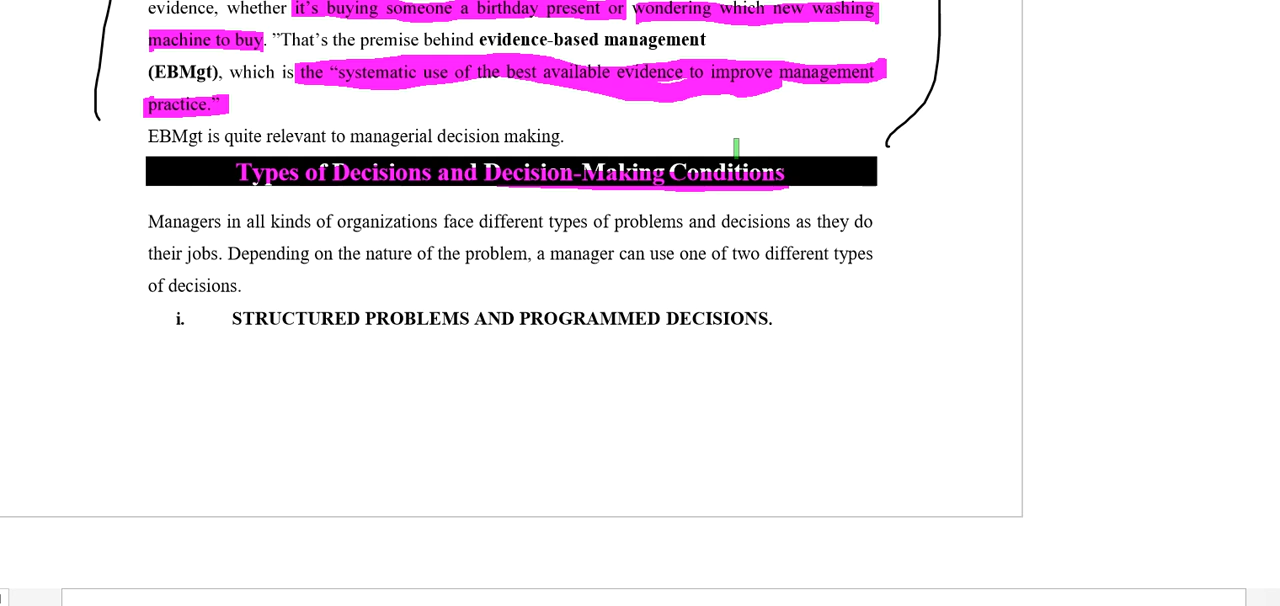 evidence, whether it’s buying someone a birthday present or wondering which new washing
machine to buy. ”That’s the premise behind evidence-based management
(EBMgt), which is the “systematic use of the best available evidence to improve management
practice.”
EBMgt is quite relevant to managerial decision making.
Types of Decisions and Decision-Making Conditions
Managers in all kinds of organizations face different types of problems and decisions as they do
their jobs. Depending on the nature of the problem, a manager can use one of two different types
of decisions.
i. STRUCTURED PROBLEMS AND PROGRAMMED DECISIONS.